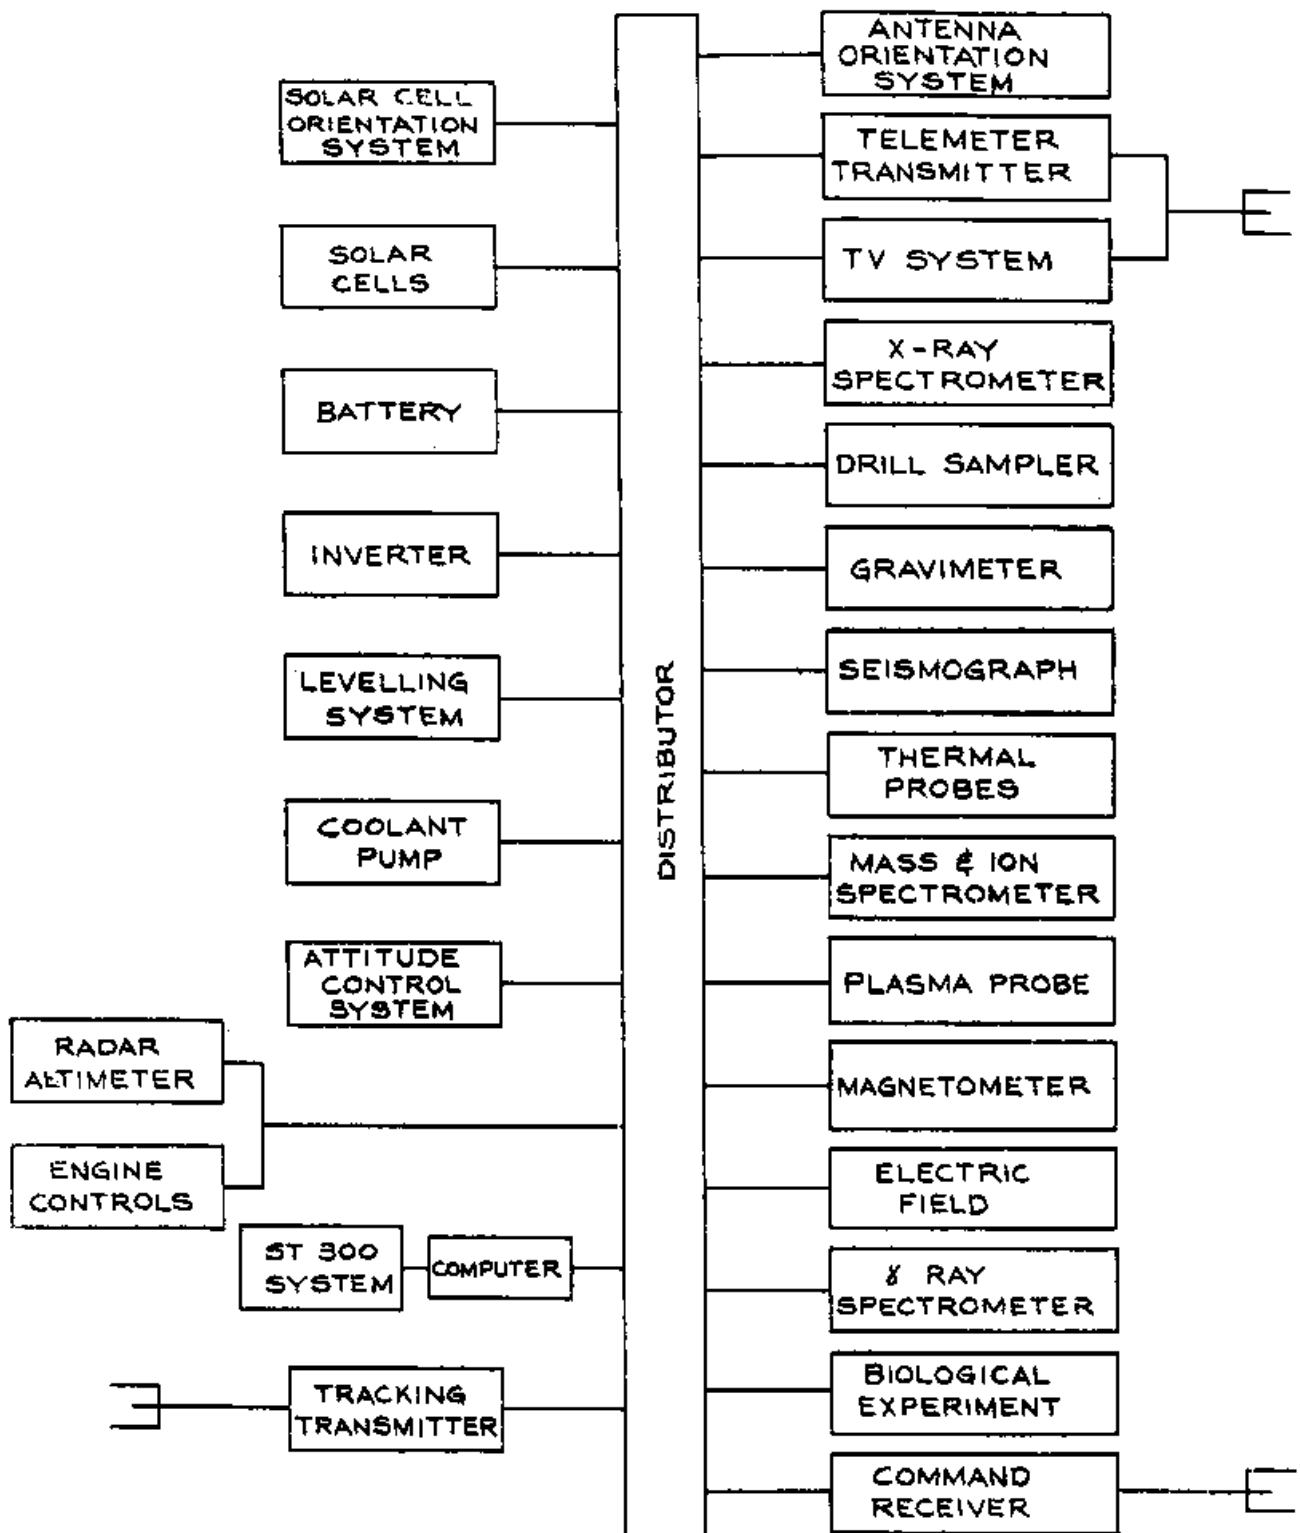 SOLAR CELL
ORIENTATION
SYSTEM
SOLAR
CELLS
BATTERY
INVERTER
LEVELLING
SYSTEM
COOLANT
PUMP
ATTITUDE
CONTROL
SYSTEM
RADAR
ALTIMETER
ENGINE
CONTROLS
ST 300
SYSTEM
COMPUTER
TRACKING
TRANSMITTER
DISTRIBUTOR
ANTENNA
ORIENTATION
SYSTEM
TELEMETER
TRANSMITTER
TV SYSTEM
X-RAY
SPECTROMETER
DRILL SAMPLER
GRAVIMETER
SEISMOGRAPH
THERMAL
PROBES
MASS & ION
SPECTROMETER
PLASMA PROBE
MAGNETOMETER
ELECTRIC
FIELD
γ RAY
SPECTROMETER
BIOLOGICAL
EXPERIMENT
COMMAND
RECEIVER